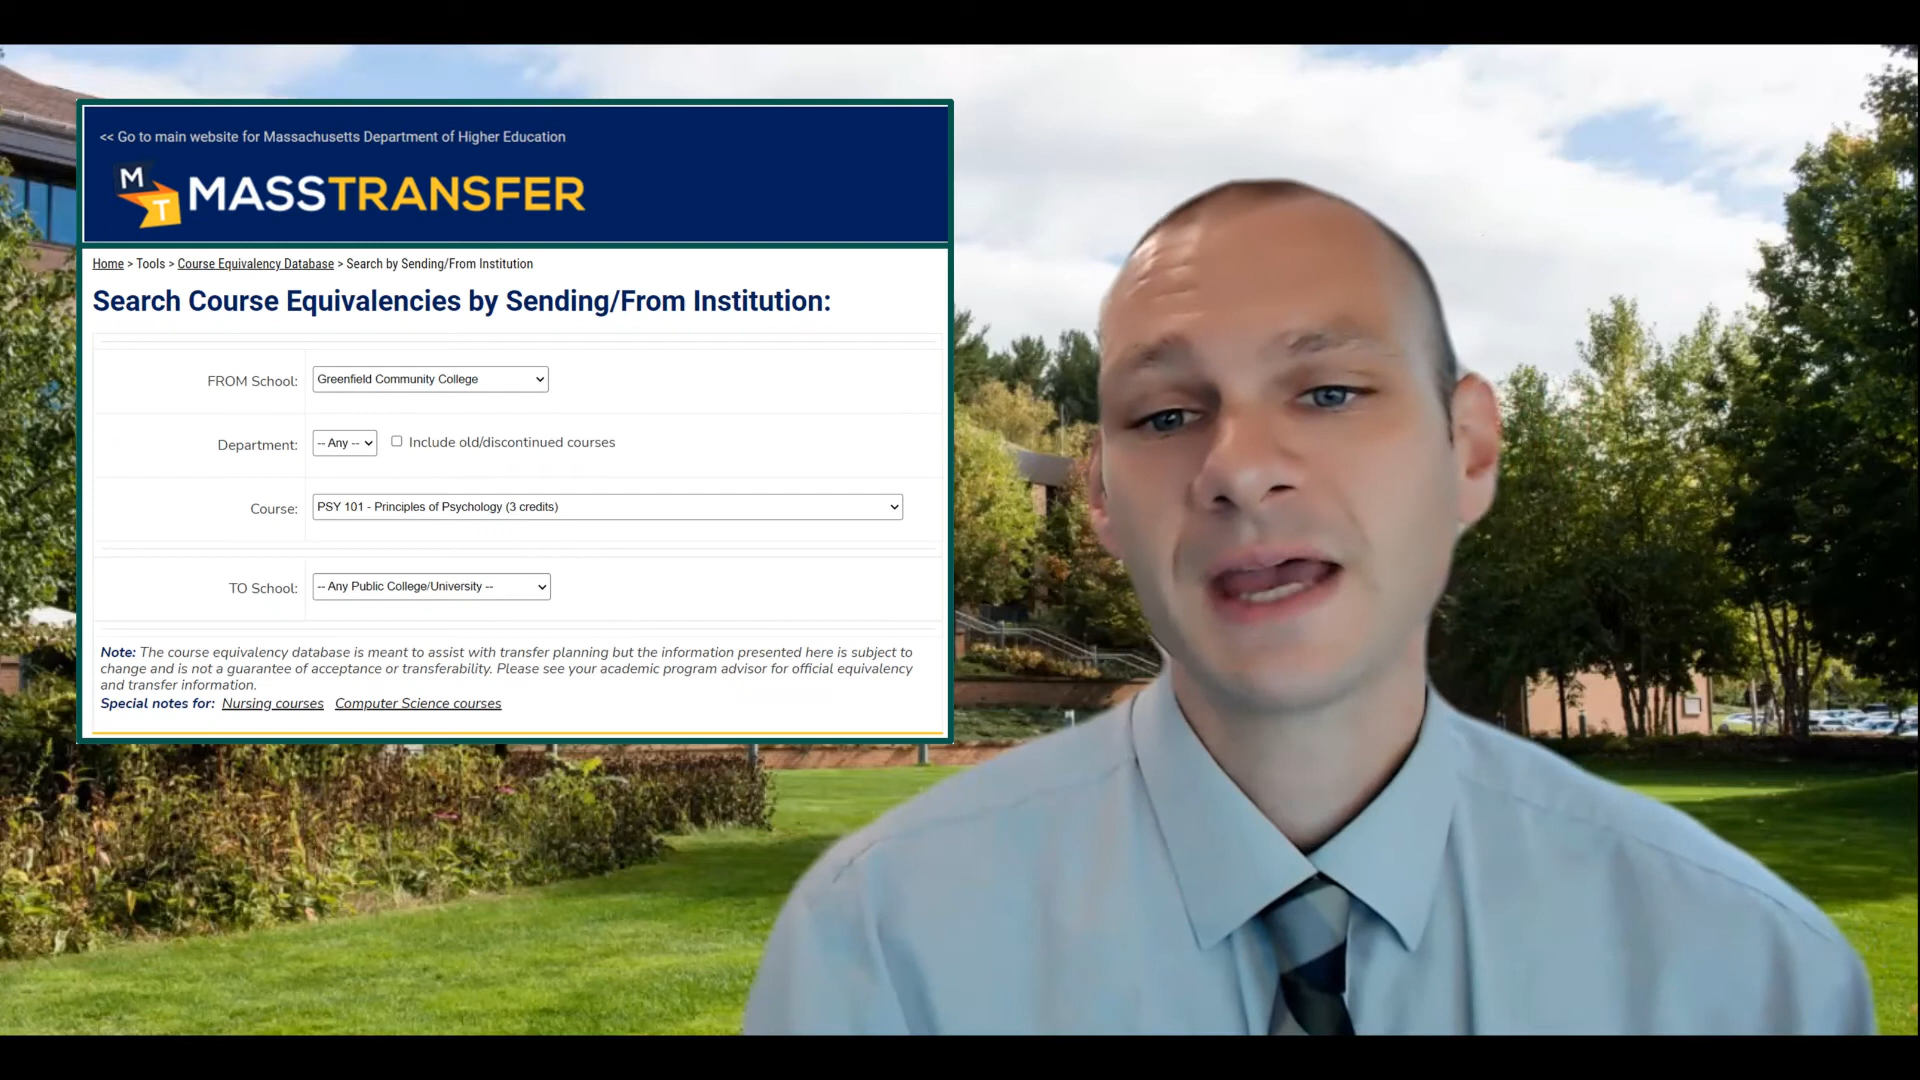 << Go to main website for Massachusetts Department of Higher Education
MT MASSTRANSFER
Home > Tools > Course Equivalency Database > Search by Sending/From Institution
Search Course Equivalencies by Sending/From Institution:
FROM School: Greenfield Community College
Department: -- Any -- Include old/discontinued courses
Course: PSY 101 - Principles of Psychology (3 credits)
TO School: -- Any Public College/University --
Note: The course equivalency database is meant to assist with transfer planning but the information presented here is subject to
change and is not a guarantee of acceptance or transferability. Please see your academic program advisor for official equivalency
and transfer information.
Special notes for: Nursing courses Computer Science courses